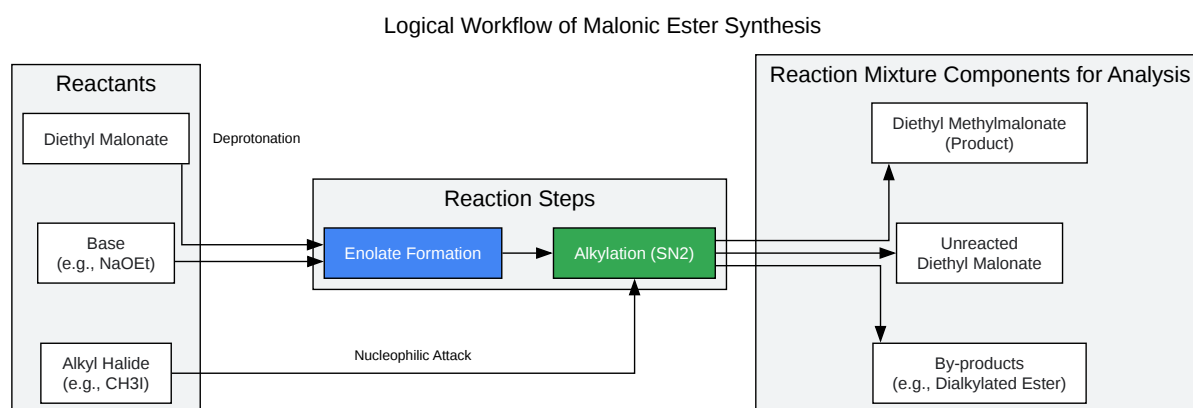 Logical Workflow of Malonic Ester Synthesis
Reactants
Diethyl Malonate
Base
(e.g., NaOEt)
Alkyl Halide
(e.g., CH3I)
Deprotonation
Nucleophilic Attack
Reaction Steps
Enolate Formation
Alkylation (SN2)
Reaction Mixture Components for Analysis
Diethyl Methylmalonate
(Product)
Unreacted
Diethyl Malonate
By-products
(e.g., Dialkylated Ester)